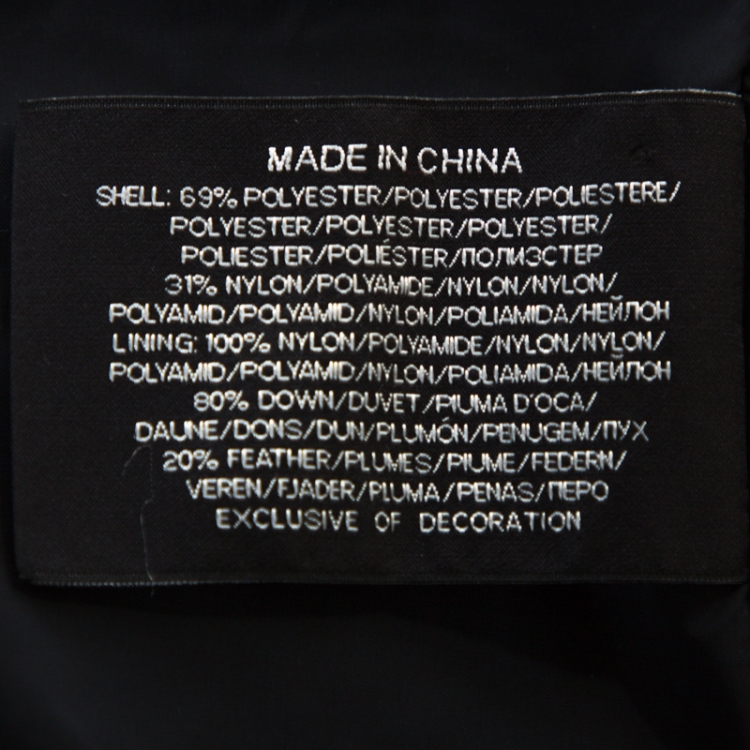 MADE IN CHINA
SHELL: 69% POLYESTER/POLYESTER/POLIESTERE/
POLYESTER/POLYESTER/POLYESTER/
POLIESTER/POLIÉSTER/ПОЛИЭСТЕР
31% NYLON/POLYAMIDE/NYLON/NYLON/
POLYAMID/POLYAMID/NYLON/POLIAMIDA/НЕЙЛОН
LINING: 100% NYLON/POLYAMIDE/NYLON/NYLON/
POLYAMID/POLYAMID/NYLON/POLIAMIDA/НЕЙЛОН
80% DOWN/DUVET/PIUMA D'OCA/
DAUNE/DONS/DUN/PLUMÓN/PENUGEM/ПУХ
20% FEATHER/PLUMES/PIUME/FEDERN/
VEREN/FJADER/PLUMA/PENAS/ПЕРО
EXCLUSIVE OF DECORATION